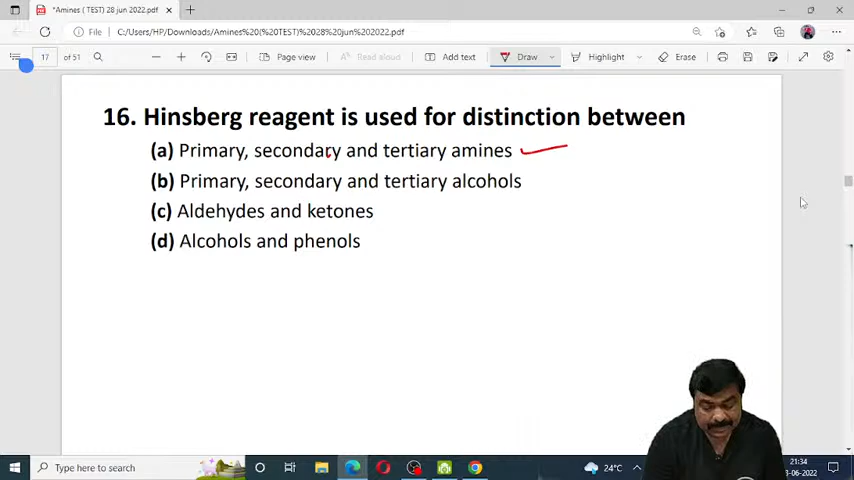 *Amines ( TEST) 28 jun 2022.pdf
File
C:/Users/HP/Downloads/Amines%20(%20TEST)%2028%20jun%202022.pdf
17 of 51
Page view
Read aloud
Add text
Draw
Highlight
Erase
16. Hinsberg reagent is used for distinction between
(a) Primary, secondary and tertiary amines
(b) Primary, secondary and tertiary alcohols
(c) Aldehydes and ketones
(d) Alcohols and phenols
Type here to search
24°C
21:34
-06-2022